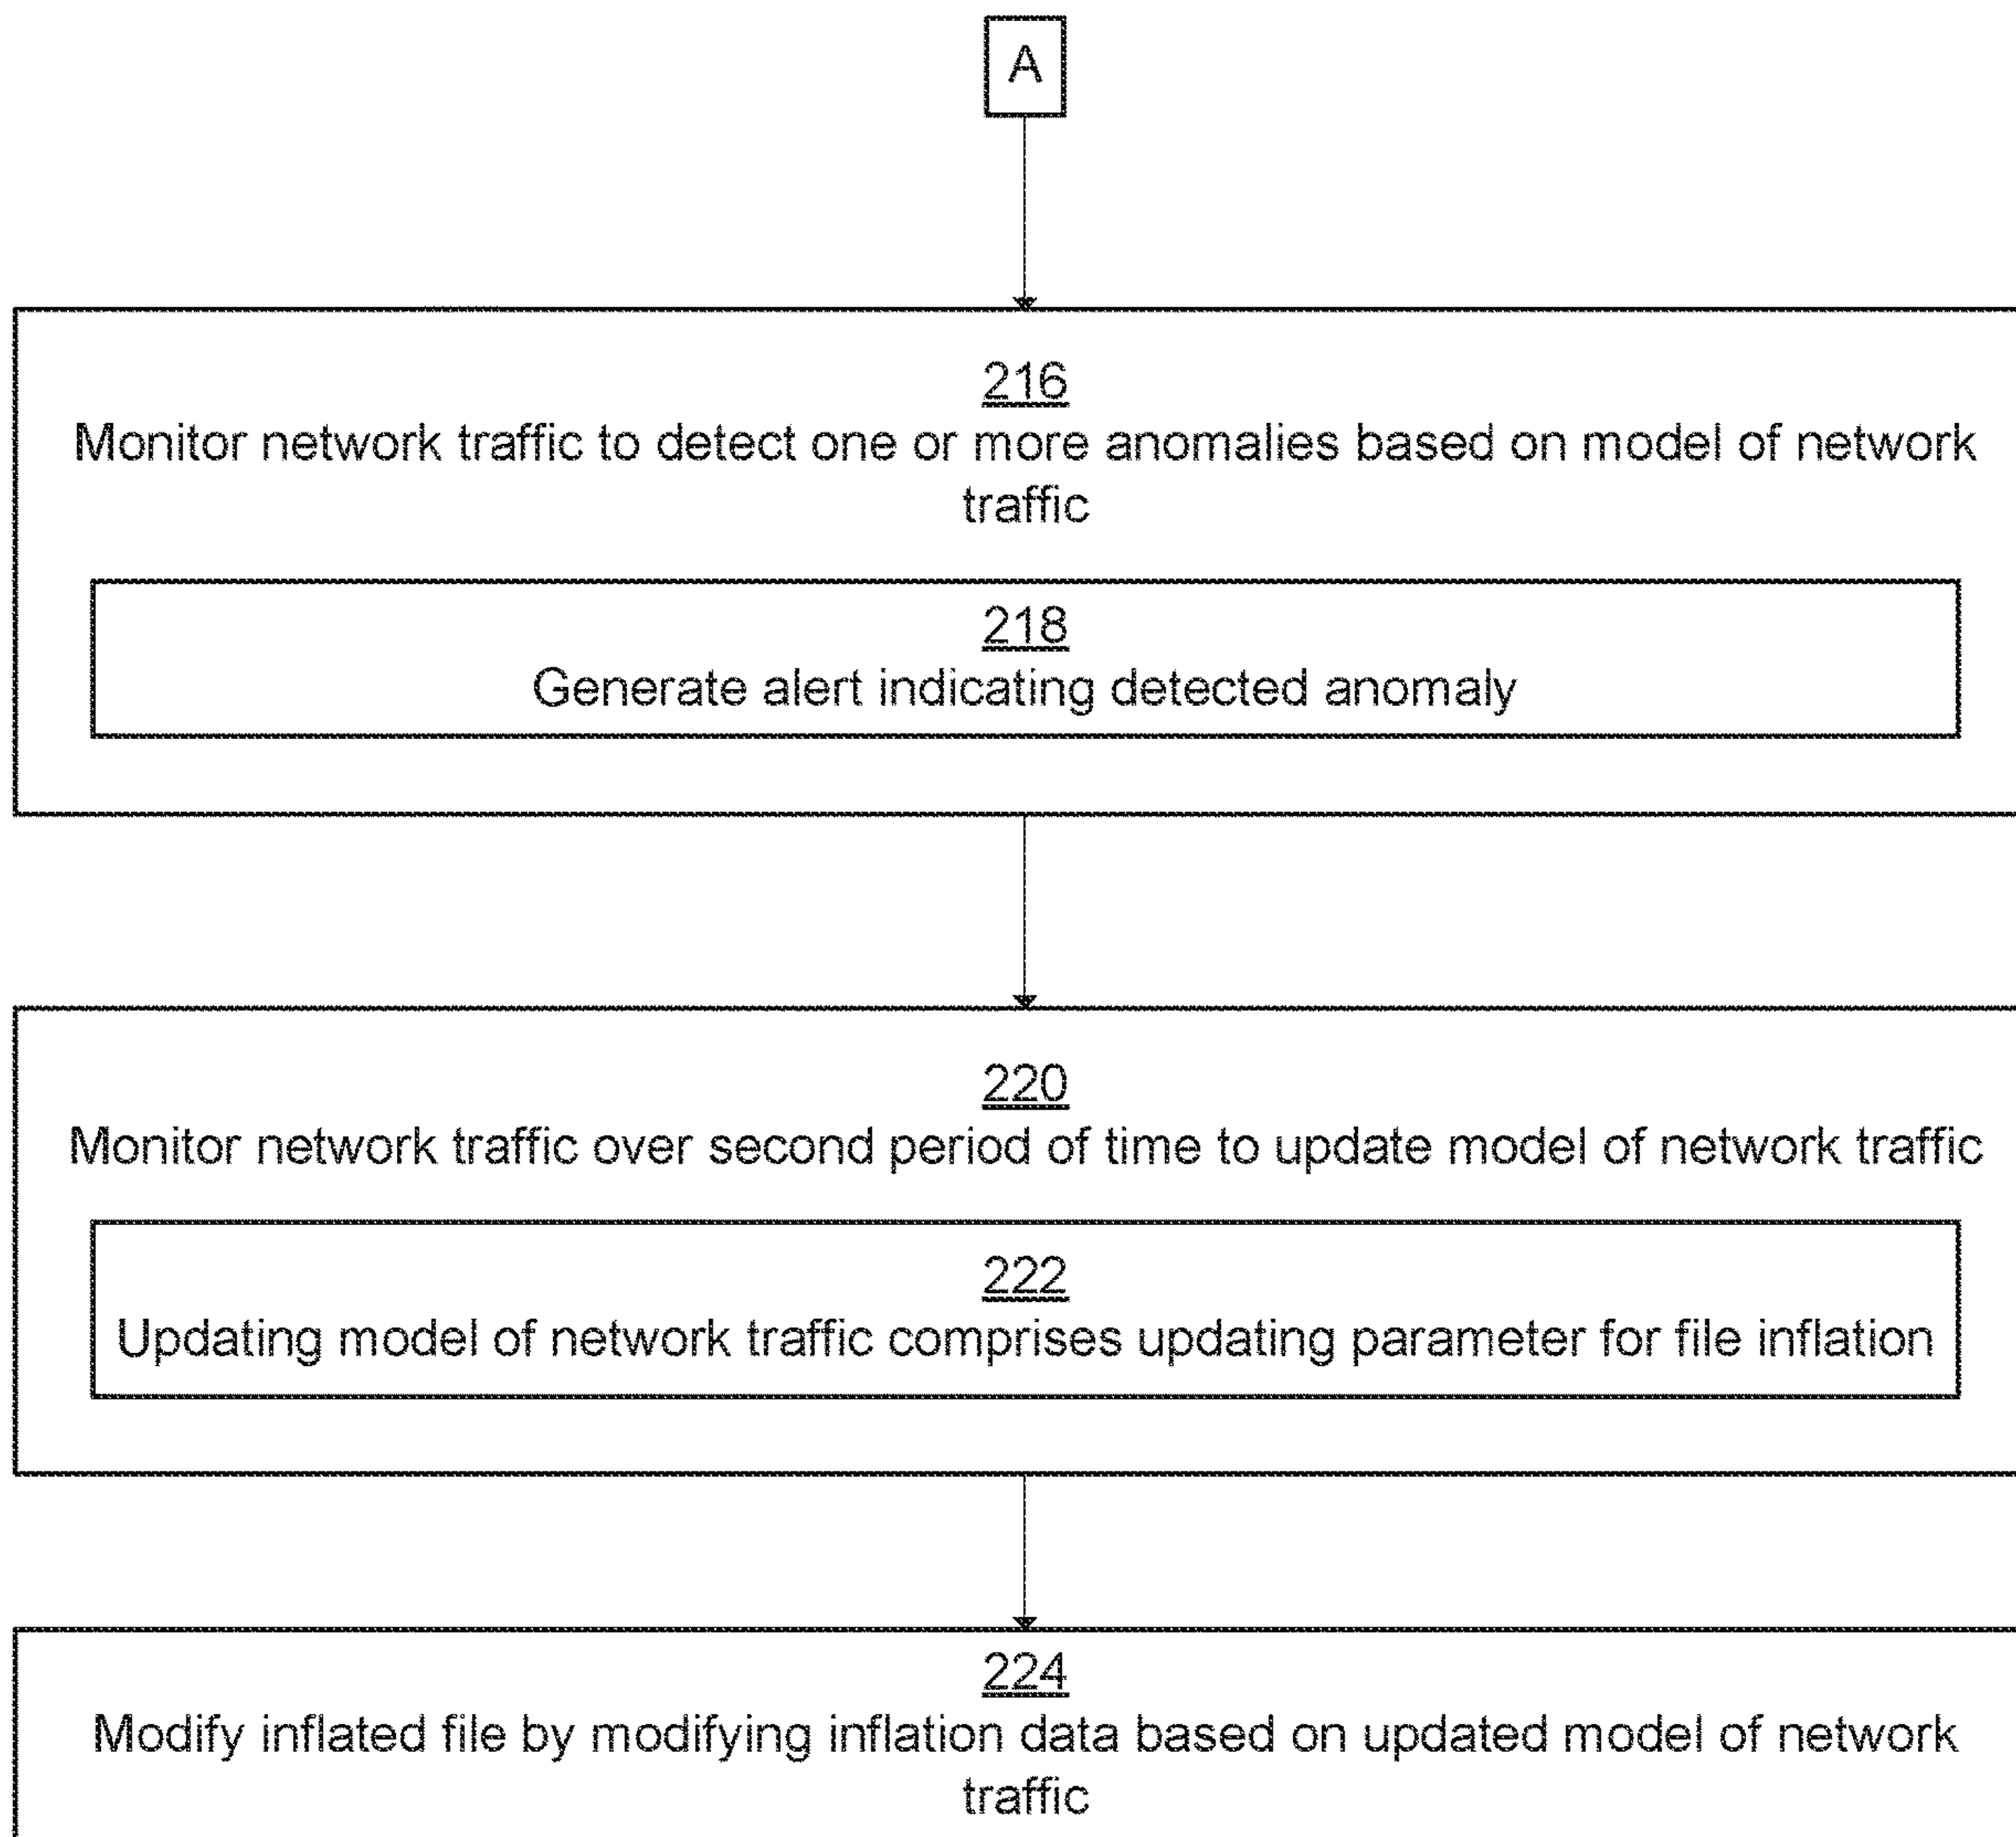 A
216
Monitor network traffic to detect one or more anomalies based on model of network
traffic
218
Generate alert indicating detected anomaly
220
Monitor network traffic over second period of time to update model of network traffic
222
Updating model of network traffic comprises updating parameter for file inflation
224
Modify inflated file by modifying inflation data based on updated model of network
traffic